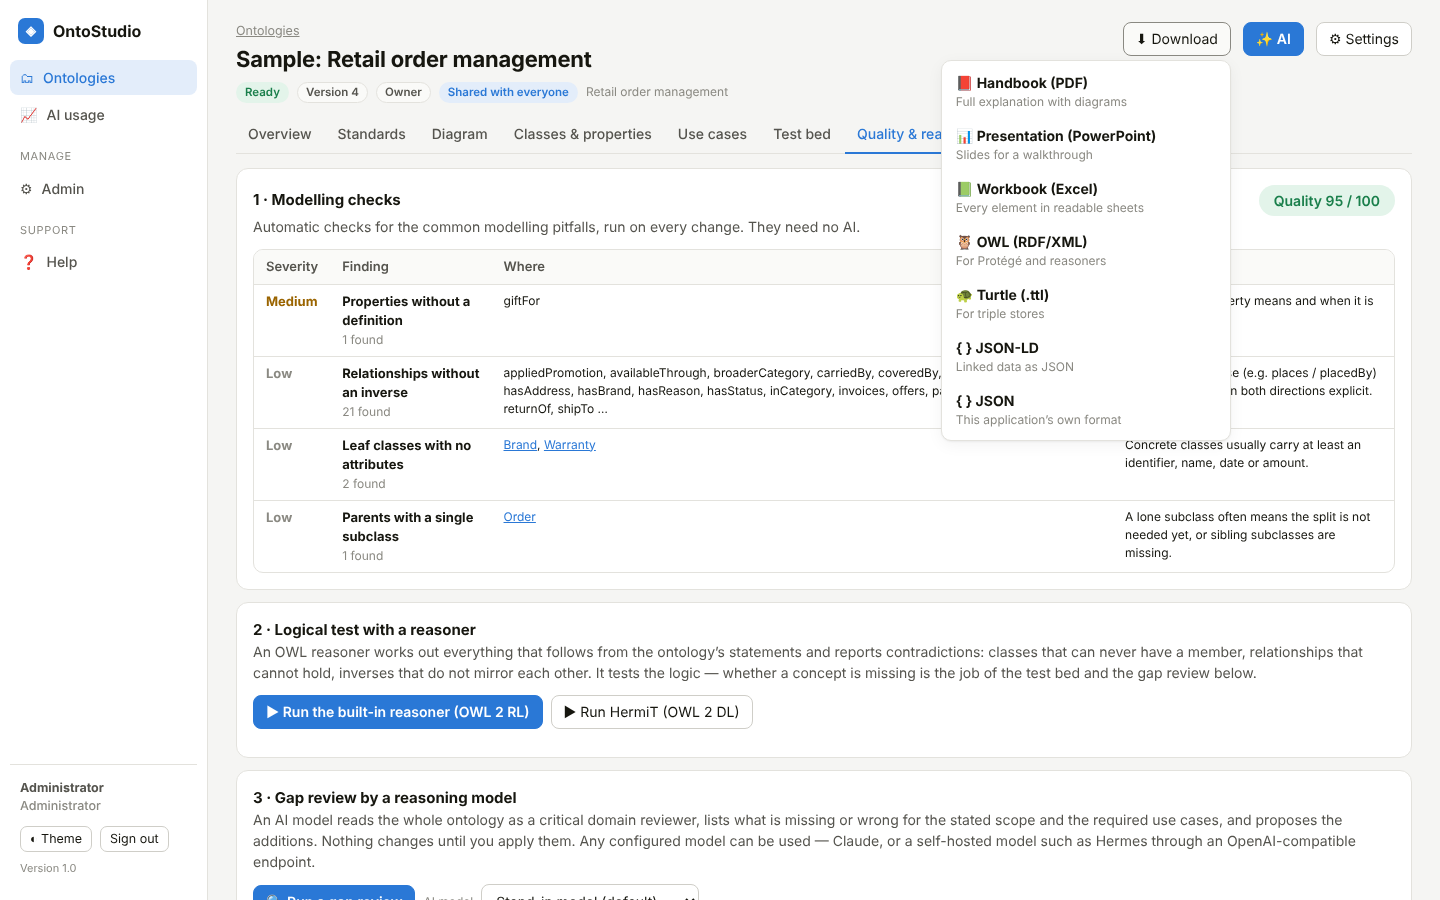 OntoStudio
Ontologies
AI usage
MANAGE
Admin
SUPPORT
Help
Administrator
Administrator
Theme
Sign out
Version 1.0
Ontologies
Sample: Retail order management
Ready
Version 4
Owner
Shared with everyone
Retail order management
Download
AI
Settings
Overview
Standards
Diagram
Classes & properties
Use cases
Test bed
Quality & rea
Handbook (PDF)
Full explanation with diagrams
Presentation (PowerPoint)
Slides for a walkthrough
Workbook (Excel)
Every element in readable sheets
OWL (RDF/XML)
For Protégé and reasoners
Turtle (.ttl)
For triple stores
{ } JSON-LD
Linked data as JSON
{ } JSON
This application’s own format
1 · Modelling checks
Quality 95 / 100
Automatic checks for the common modelling pitfalls, run on every change. They need no AI.
Severity
Finding
Where
Medium
Properties without a
definition
1 found
giftFor
means and when it is
Low
Relationships without
an inverse
21 found
appliedPromotion, availableThrough, broaderCategory, carriedBy, coveredBy,
hasAddress, hasBrand, hasReason, hasStatus, inCategory, invoices, offers,
returnOf, shipTo ...
(e.g. places / placedBy)
both directions explicit.
Low
Leaf classes with no
attributes
2 found
Brand, Warranty
Concrete classes usually carry at least an
identifier, name, date or amount.
Low
Parents with a single
subclass
1 found
Order
A lone subclass often means the split is not
needed yet, or sibling subclasses are
missing.
2 · Logical test with a reasoner
An OWL reasoner works out everything that follows from the ontology’s statements and reports contradictions: classes that can never have a member, relationships that
cannot hold, inverses that do not mirror each other. It tests the logic — whether a concept is missing is the job of the test bed and the gap review below.
Run the built-in reasoner (OWL 2 RL)
Run HermiT (OWL 2 DL)
3 · Gap review by a reasoning model
An AI model reads the whole ontology as a critical domain reviewer, lists what is missing or wrong for the stated scope and the required use cases, and proposes the
additions. Nothing changes until you apply them. Any configured model can be used — Claude, or a self-hosted model such as Hermes through an OpenAI-compatible
endpoint.
Run a gap review
AI model
Stand-in model (default)